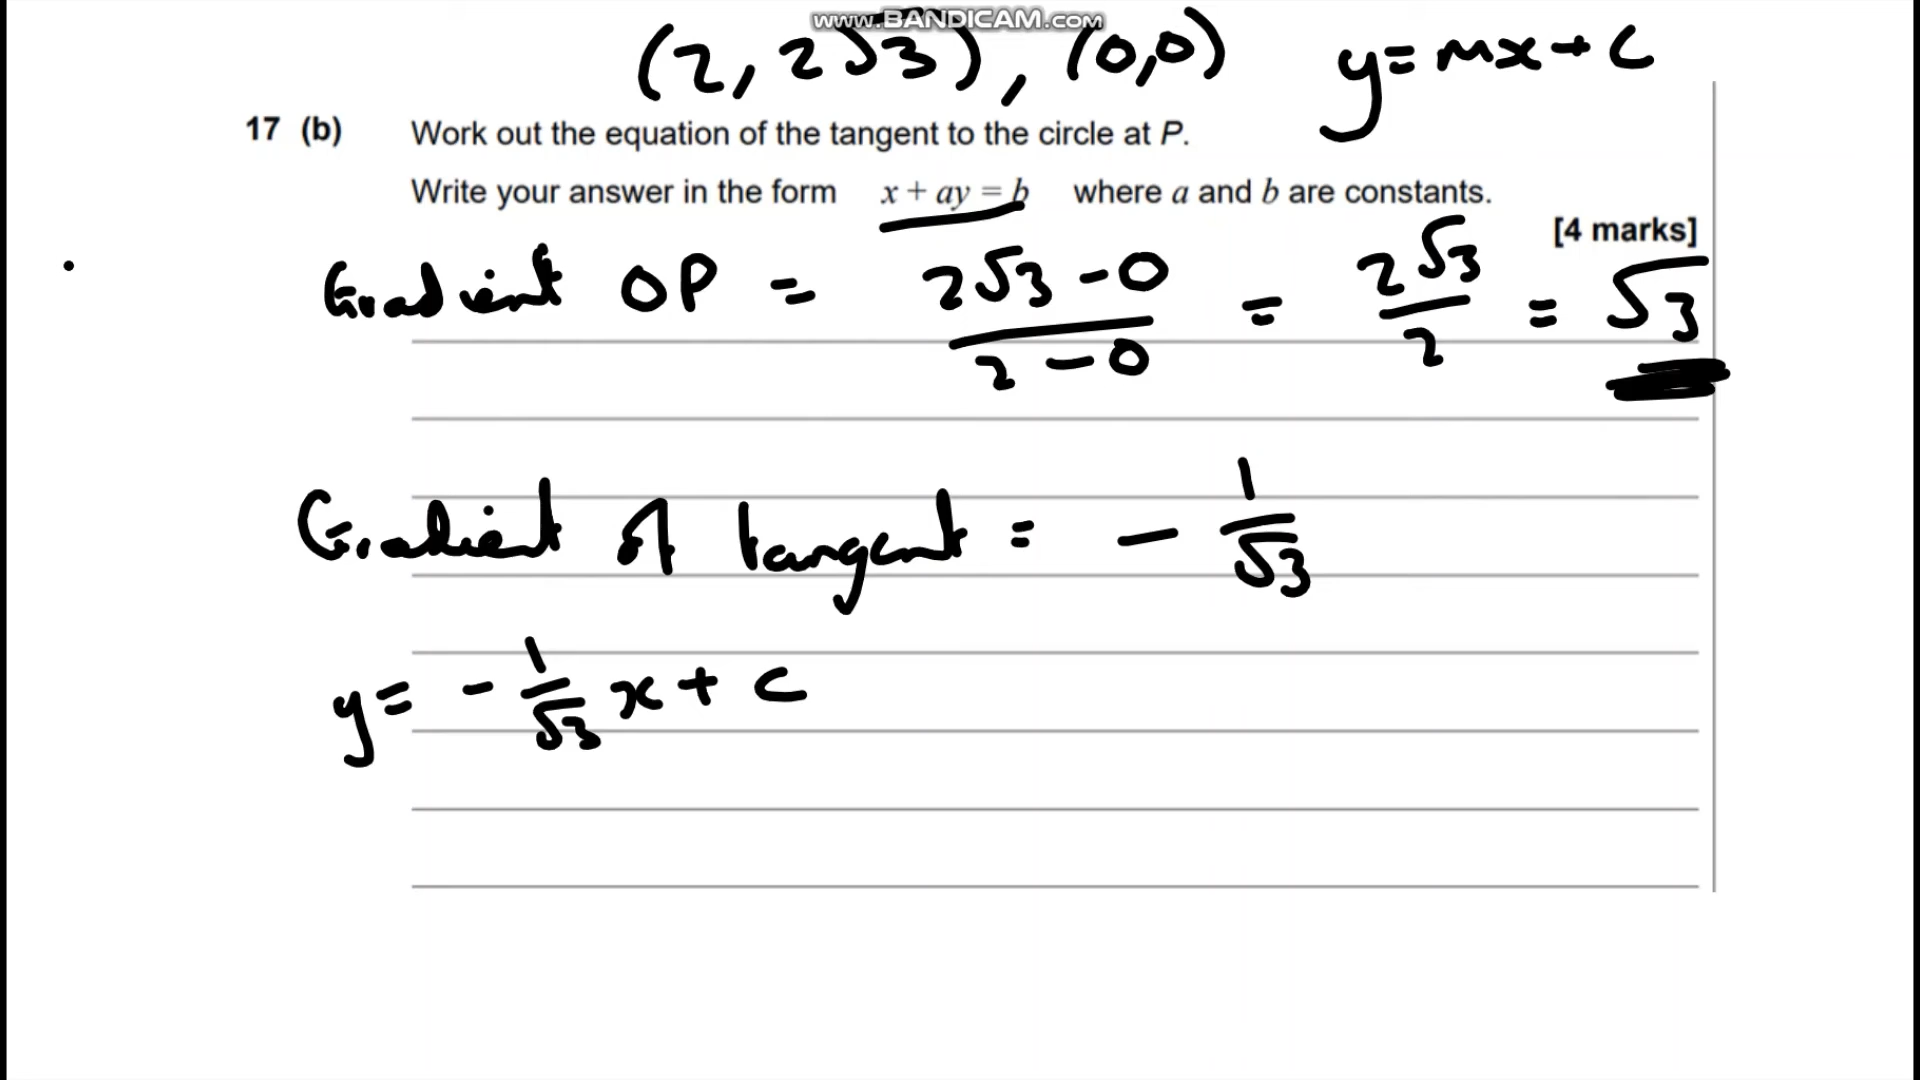 www.BANDICAM.com
(2, 2√3), (0,0) y = mx + c
17 (b) Work out the equation of the tangent to the circle at P.
Write your answer in the form x + ay = b where a and b are constants.
[4 marks]
Gradient OP = 2√3 - 0 / 2 - 0 = 2√3 / 2 = √3
Gradient of tangent = - 1/√3
y = - 1/√3 x + c